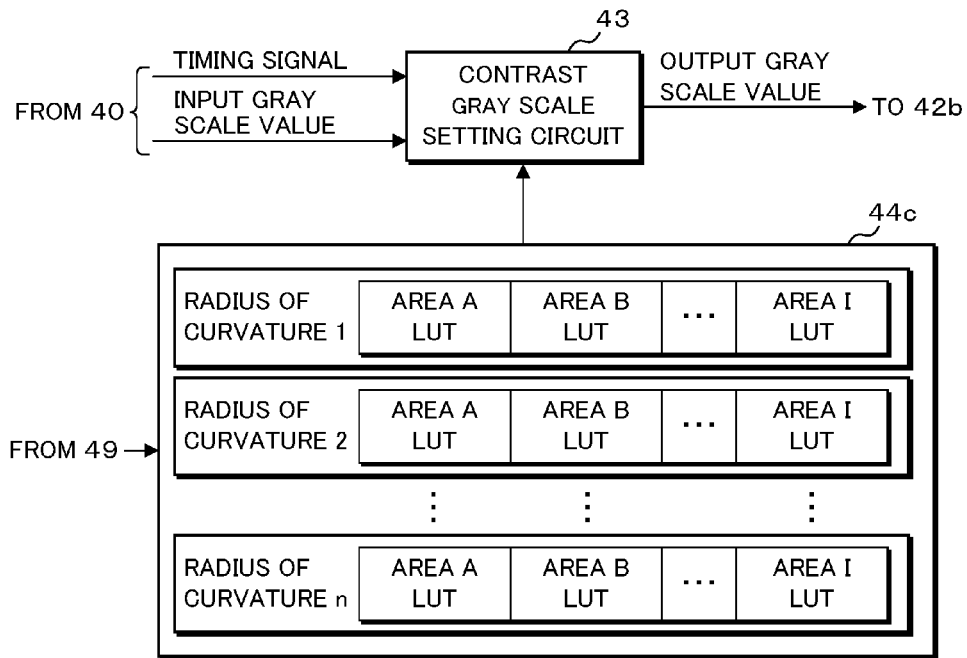 43
TIMING SIGNAL
FROM 40
INPUT GRAY
SCALE VALUE
CONTRAST
GRAY SCALE
SETTING CIRCUIT
OUTPUT GRAY
SCALE VALUE
TO 42b
44c
RADIUS OF
CURVATURE 1
AREA A
LUT
AREA B
LUT
...
AREA I
LUT
FROM 49
RADIUS OF
CURVATURE 2
AREA A
LUT
AREA B
LUT
...
AREA I
LUT
RADIUS OF
CURVATURE n
AREA A
LUT
AREA B
LUT
...
AREA I
LUT